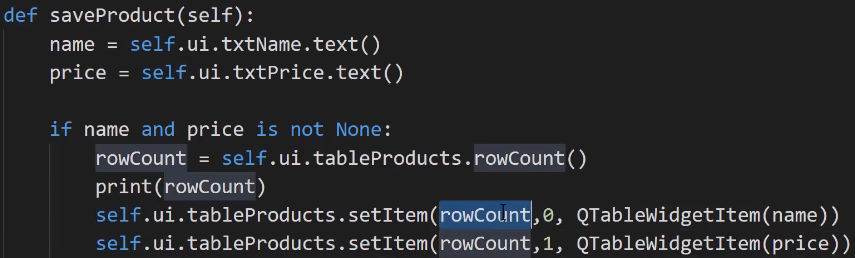 def saveProduct(self):
name = self.ui.txtName.text()
price = self.ui.txtPrice.text()
if name and price is not None:
rowCount = self.ui.tableProducts.rowCount()
print(rowCount)
self.ui.tableProducts.setItem(rowCount,0, QTableWidgetItem(name))
self.ui.tableProducts.setItem(rowCount,1, QTableWidgetItem(price))